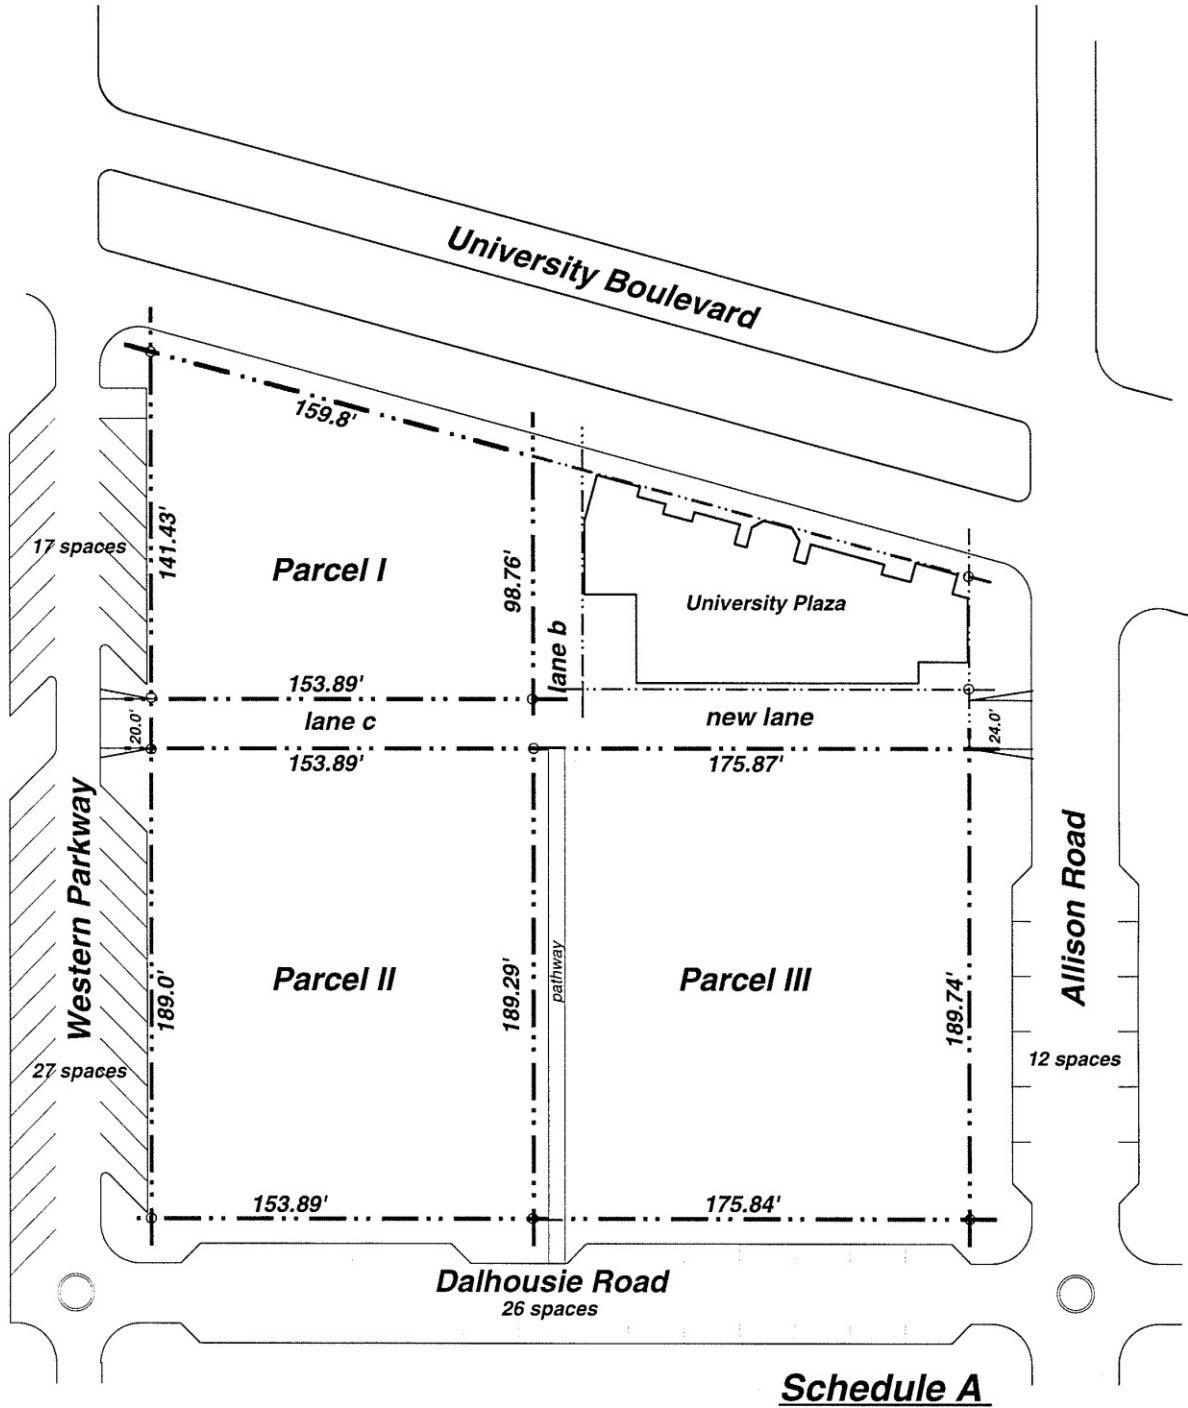 University Boulevard
159.8'
141.43'
17 spaces
Parcel I
98.76'
lane b
University Plaza
153.89'
lane c
20.0'
153.89'
new lane
24.0'
175.87'
Western Parkway
189.0'
27 spaces
Parcel II
189.29'
pathway
Parcel III
189.74'
Allison Road
12 spaces
153.89'
175.84'
Dalhousie Road
26 spaces
Schedule A